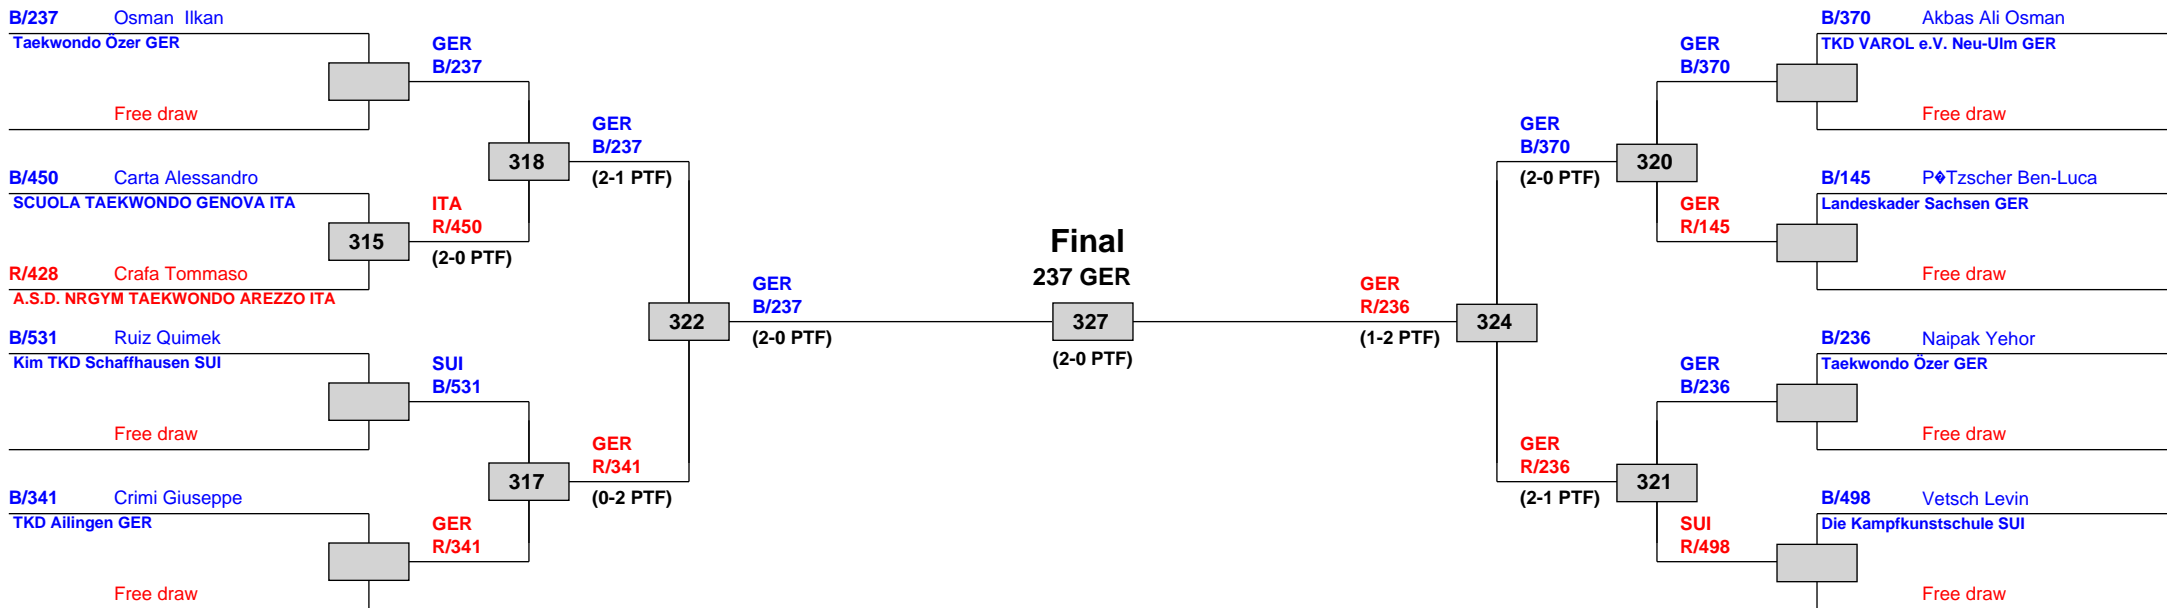 B/237 Osman Ilkan
Taekwondo Özer GER
Free draw
B/450 Carta Alessandro
SCUOLA TAEKWONDO GENOVA ITA
R/428 Crafa Tommaso
A.S.D. NRGYM TAEKWONDO AREZZO ITA
B/531 Ruiz Quimek
Kim TKD Schaffhausen SUI
Free draw
B/341 Crimi Giuseppe
TKD Ailingen GER
Free draw
315
GER
B/237
ITA
R/450
(2-0 PTF)
SUI
B/531
GER
R/341
318
317
GER
B/237
(2-1 PTF)
GER
R/341
(0-2 PTF)
322
GER
B/237
(2-0 PTF)
Final
237 GER
327
(2-0 PTF)
GER
R/236
(1-2 PTF)
324
GER
B/370
(2-0 PTF)
GER
R/236
(2-1 PTF)
320
321
GER
B/370
GER
R/145
GER
B/236
SUI
R/498
B/370 Akbas Ali Osman
TKD VAROL e.V. Neu-Ulm GER
Free draw
B/145 P�Tzscher Ben-Luca
Landeskader Sachsen GER
Free draw
B/236 Naipak Yehor
Taekwondo Özer GER
Free draw
B/498 Vetsch Levin
Die Kampfkunstschule SUI
Free draw